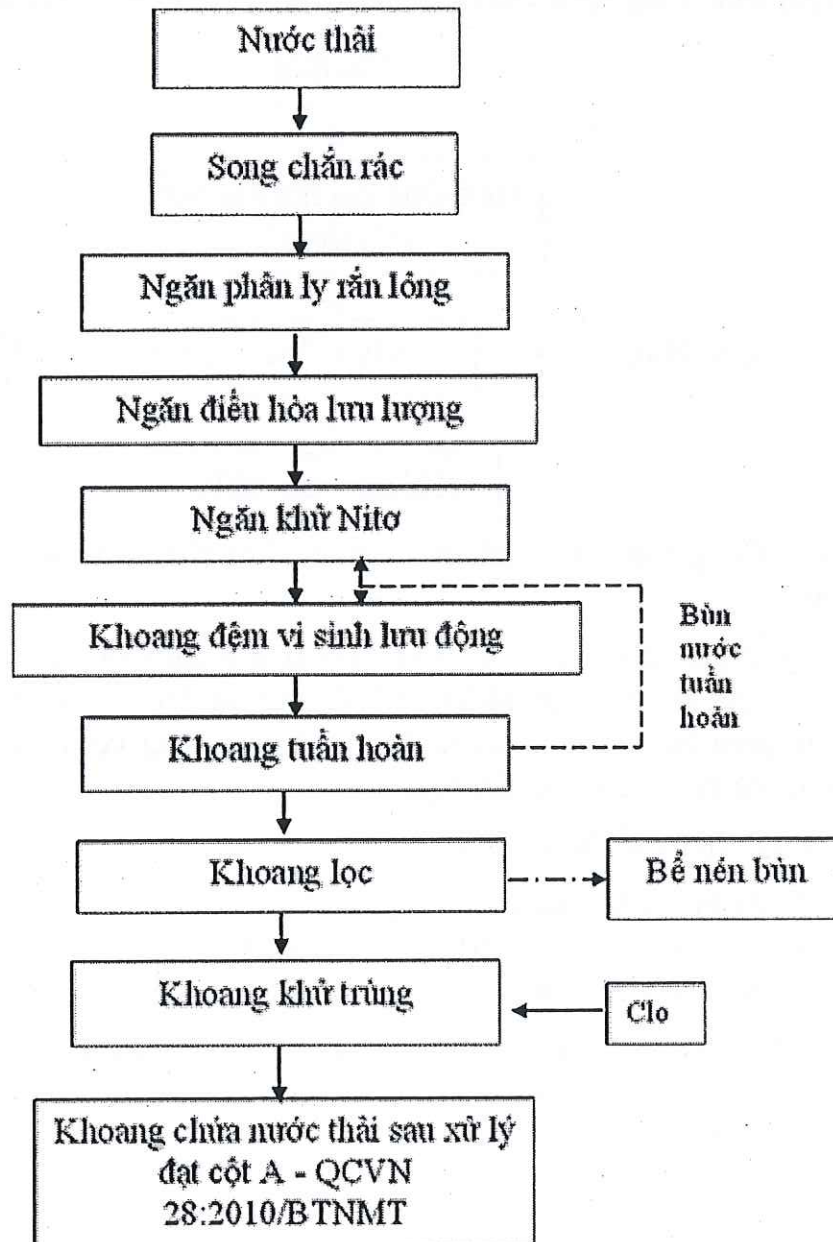 Nước thải
Song chắn rác
Ngăn phân ly rắn lỏng
Ngăn điều hòa lưu lượng
Ngăn khử Nitơ
Khoang đệm vi sinh lưu động
Bùn
nước
tuần
hoàn
Khoang tuần hoàn
Khoang lọc
Bể nén bùn
Khoang khử trùng
Clo
Khoang chứa nước thải sau xử lý
đạt cột A - QCVN
28:2010/BTNMT